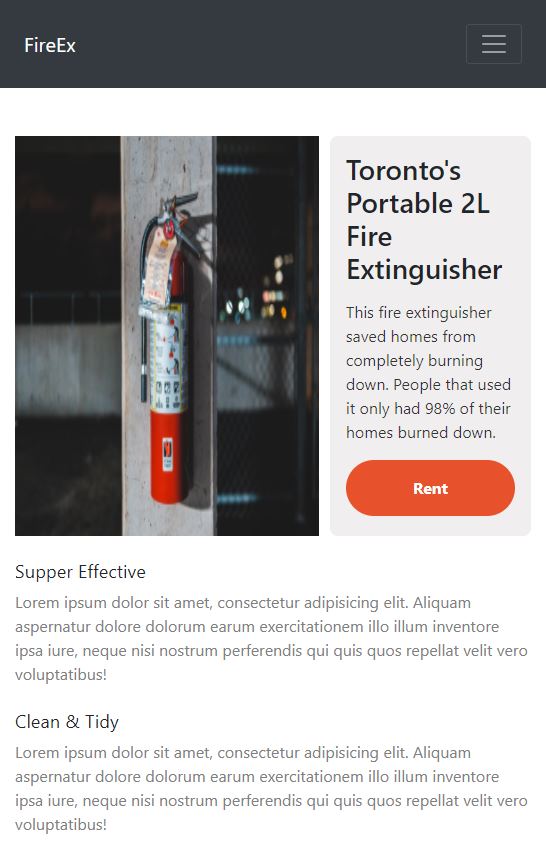 FireEx
Toronto's
Portable 2L
Fire
Extinguisher
This fire extinguisher
saved homes from
completely burning
down. People that used
it only had 98% of their
homes burned down.
Rent
Supper Effective
Lorem ipsum dolor sit amet, consectetur adipisicing elit. Aliquam
aspernatur dolore dolorum earum exercitationem illo illum inventore
ipsa iure, neque nisi nostrum perferendis qui quis quos repellat velit vero
voluptatibus!
Clean & Tidy
Lorem ipsum dolor sit amet, consectetur adipisicing elit. Aliquam
aspernatur dolore dolorum earum exercitationem illo illum inventore
ipsa iure, neque nisi nostrum perferendis qui quis quos repellat velit vero
voluptatibus!